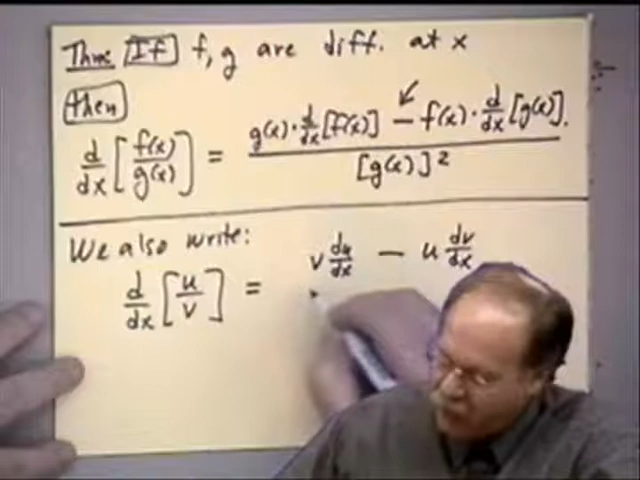 Thm: If f, g are diff. at x
then
d/dx [f(x)/g(x)] = (g(x)·d/dx[f(x)] − f(x)·d/dx[g(x)]) / [g(x)]²
We also write:
d/dx [u/v] = v du/dx − u dv/dx